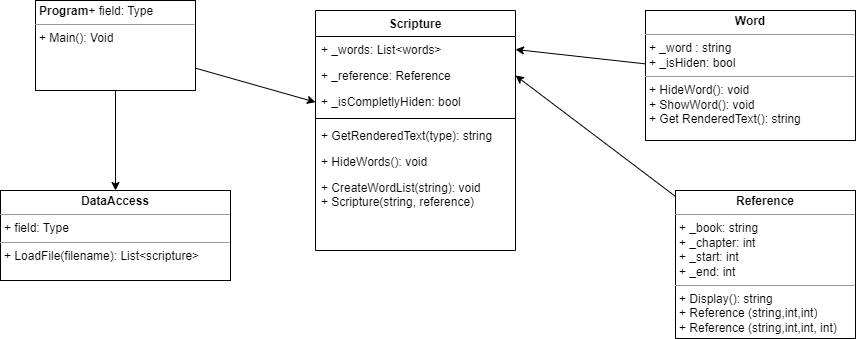 Program+ field: Type
+ Main(): Void
Scripture
+ _words: List<words>
+ _reference: Reference
+ _isCompletlyHiden: bool
+ GetRenderedText(type): string
+ HideWords(): void
+ CreateWordList(string): void
+ Scripture(string, reference)
Word
+ _word : string
+ _isHiden: bool
+ HideWord(): void
+ ShowWord(): void
+ Get RenderedText(): string
DataAccess
+ field: Type
+ LoadFile(filename): List<scripture>
Reference
+ _book: string
+ _chapter: int
+ _start: int
+ _end: int
+ Display(): string
+ Reference (string,int,int)
+ Reference (string,int,int, int)